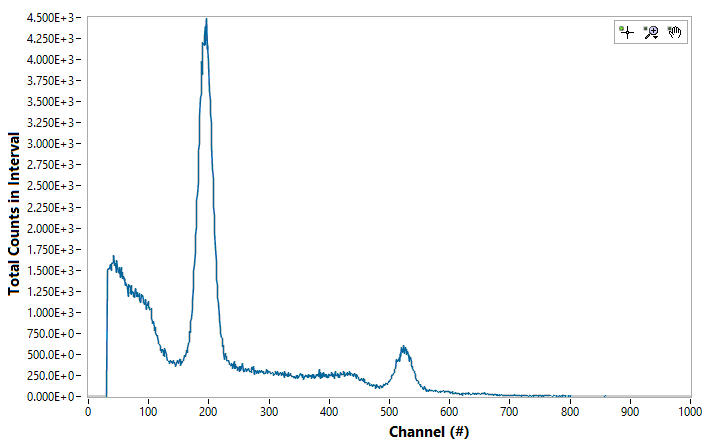 4.500E+3
4.250E+3
4.000E+3
3.750E+3
3.500E+3
3.250E+3
3.000E+3
2.750E+3
2.500E+3
2.250E+3
2.000E+3
1.750E+3
1.500E+3
1.250E+3
1.000E+3
750.0E+0
500.0E+0
250.0E+0
0.000E+0
Total Counts in Interval
0 100 200 300 400 500 600 700 800 900 1000
Channel (#)